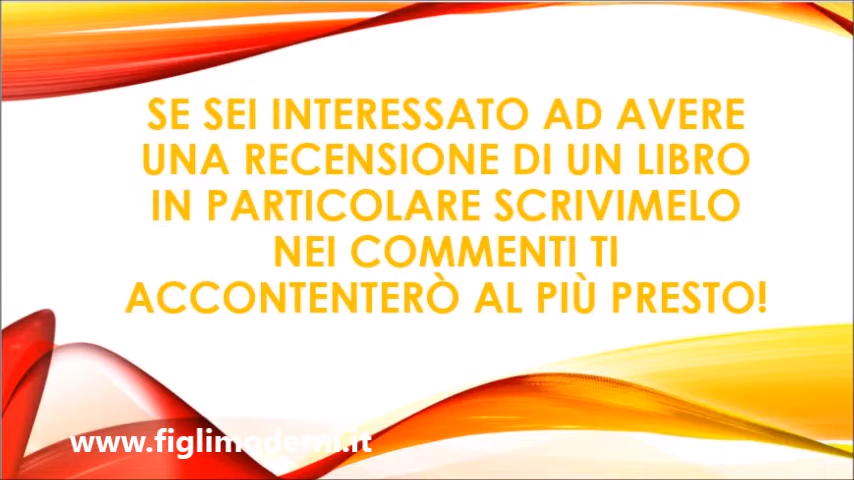 SE SEI INTERESSATO AD AVERE
UNA RECENSIONE DI UN LIBRO
IN PARTICOLARE SCRIVIMELO
NEI COMMENTI TI
ACCONTENTERÒ AL PIÙ PRESTO!
www.figlimoderni.it